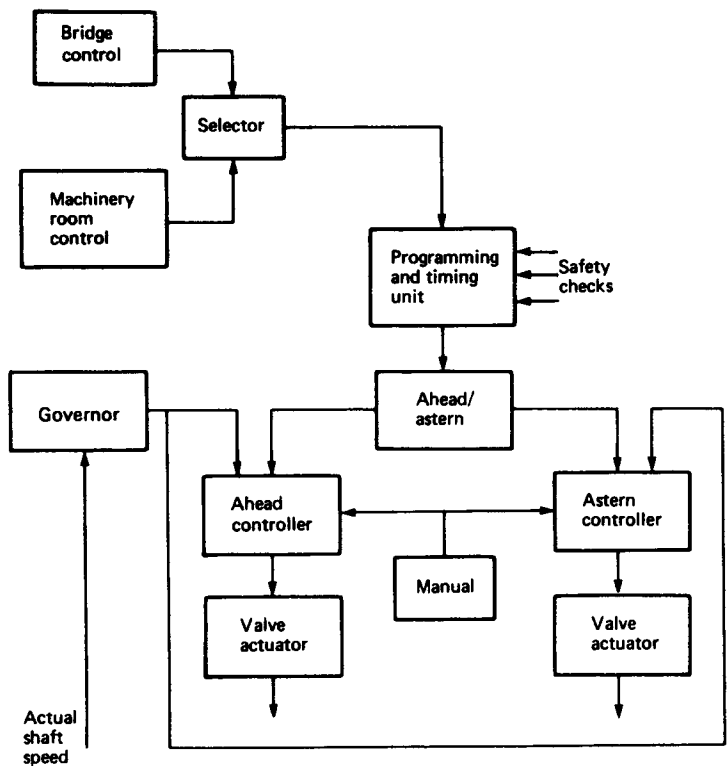 Bridge
control
Selector
Machinery
room
control
Programming
and timing
unit
Safety
checks
Governor
Ahead/
astern
Ahead
controller
Astern
controller
Manual
Valve
actuator
Valve
actuator
Actual
shaft
speed